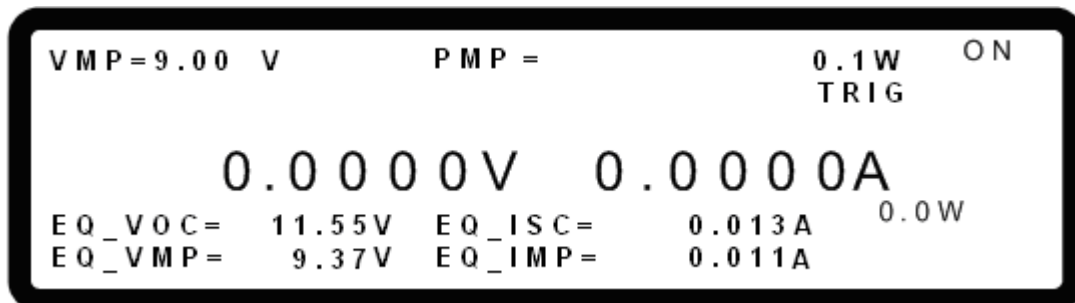 VMP=9.00 V PMP = 0.1W ON
TRIG
0.0000V 0.0000A
0.0W
EQ_VOC= 11.55V EQ_ISC= 0.013A
EQ_VMP= 9.37V EQ_IMP= 0.011A